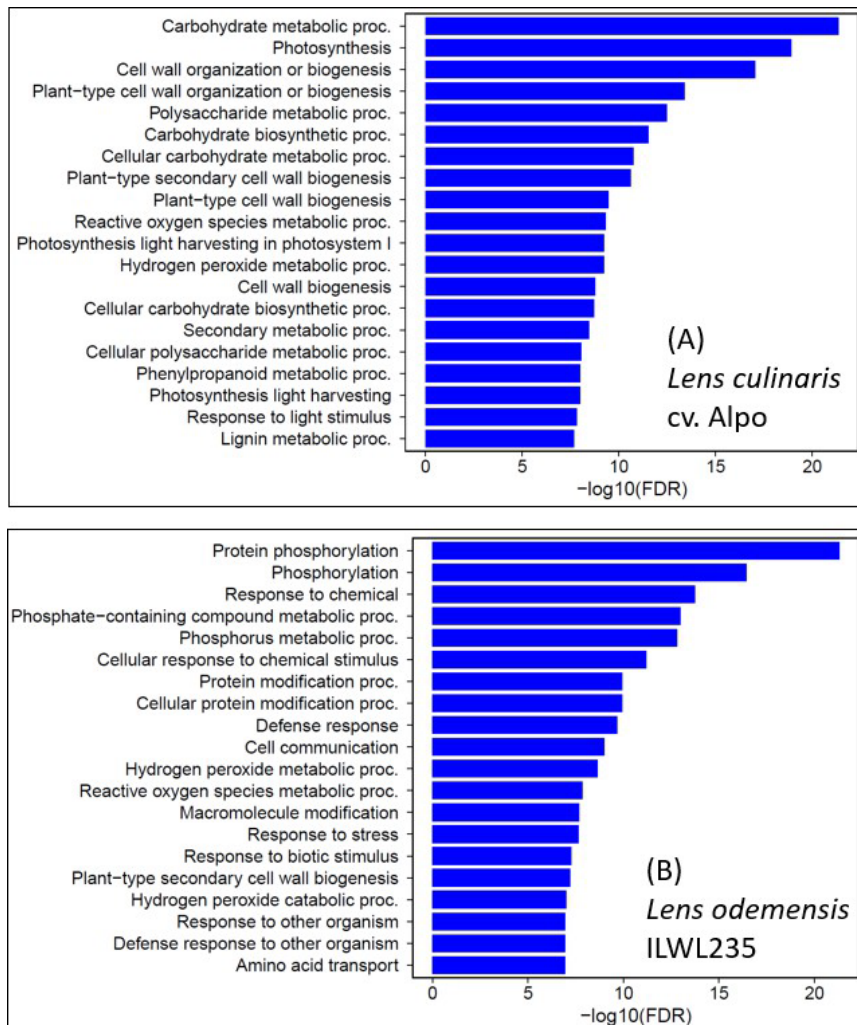 Carbohydrate metabolic proc.
Photosynthesis
Cell wall organization or biogenesis
Plant−type cell wall organization or biogenesis
Polysaccharide metabolic proc.
Carbohydrate biosynthetic proc.
Cellular carbohydrate metabolic proc.
Plant−type secondary cell wall biogenesis
Plant−type cell wall biogenesis
Reactive oxygen species metabolic proc.
Photosynthesis light harvesting in photosystem I
Hydrogen peroxide metabolic proc.
Cell wall biogenesis
Cellular carbohydrate biosynthetic proc.
Secondary metabolic proc.
Cellular polysaccharide metabolic proc.
Phenylpropanoid metabolic proc.
Photosynthesis light harvesting
Response to light stimulus
Lignin metabolic proc.
(A)
Lens culinaris
cv. Alpo
0 5 10 15 20
−log10(FDR)
Protein phosphorylation
Phosphorylation
Response to chemical
Phosphate−containing compound metabolic proc.
Phosphorus metabolic proc.
Cellular response to chemical stimulus
Protein modification proc.
Cellular protein modification proc.
Defense response
Cell communication
Hydrogen peroxide metabolic proc.
Reactive oxygen species metabolic proc.
Macromolecule modification
Response to stress
Response to biotic stimulus
Plant−type secondary cell wall biogenesis
Hydrogen peroxide catabolic proc.
Response to other organism
Defense response to other organism
Amino acid transport
(B)
Lens odemensis
ILWL235
0 5 10 15 20
−log10(FDR)